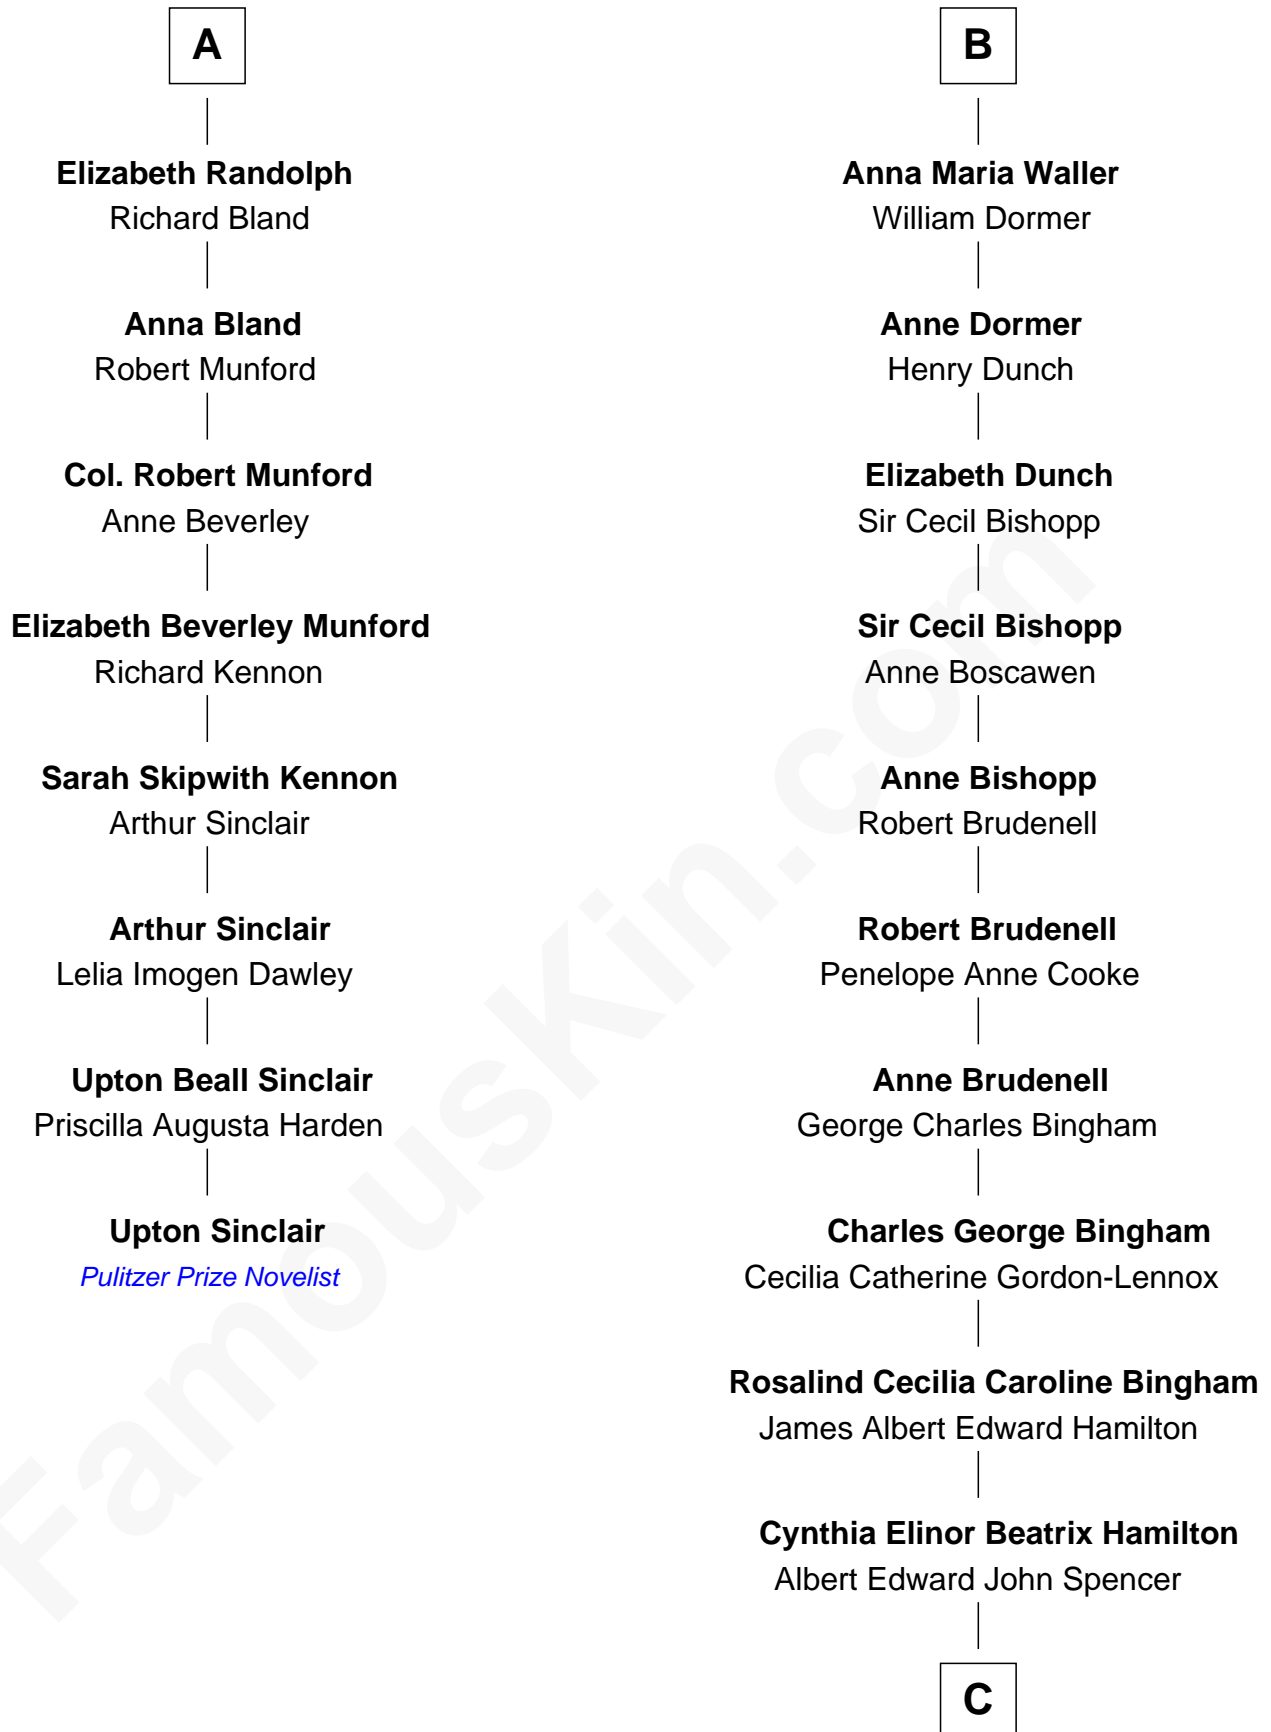 A
Elizabeth Randolph
Richard Bland
Anna Bland
Robert Munford
Col. Robert Munford
Anne Beverley
Elizabeth Beverley Munford
Richard Kennon
Sarah Skipwith Kennon
Arthur Sinclair
Arthur Sinclair
Lelia Imogen Dawley
Upton Beall Sinclair
Priscilla Augusta Harden
Upton Sinclair
Pulitzer Prize Novelist
B
Anna Maria Waller
William Dormer
Anne Dormer
Henry Dunch
Elizabeth Dunch
Sir Cecil Bishopp
Sir Cecil Bishopp
Anne Boscawen
Anne Bishopp
Robert Brudenell
Robert Brudenell
Penelope Anne Cooke
Anne Brudenell
George Charles Bingham
Charles George Bingham
Cecilia Catherine Gordon-Lennox
Rosalind Cecilia Caroline Bingham
James Albert Edward Hamilton
Cynthia Elinor Beatrix Hamilton
Albert Edward John Spencer
C
FamousKin.com